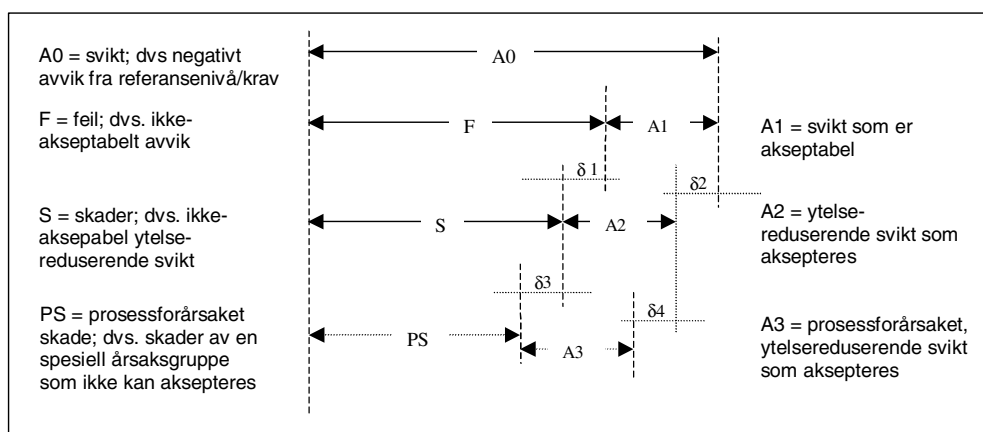 A0 = svikt; dvs negativt
avvik fra referansenivå/krav
A0
F = feil; dvs. ikke-
akseptabelt avvik
F
A1
A1 = svikt som er
akseptabel
δ 1
δ2
S = skader; dvs. ikke-
aksepabel ytelse-
reduserende svikt
S
A2
A2 = ytelse-
reduserende svikt som
aksepteres
δ3
δ4
PS = prosessforårsaket
skade; dvs. skader av en
spesiell årsaksgruppe
som ikke kan aksepteres
PS
A3
A3 = prosessforårsaket,
ytelsereduserende svikt
som aksepteres